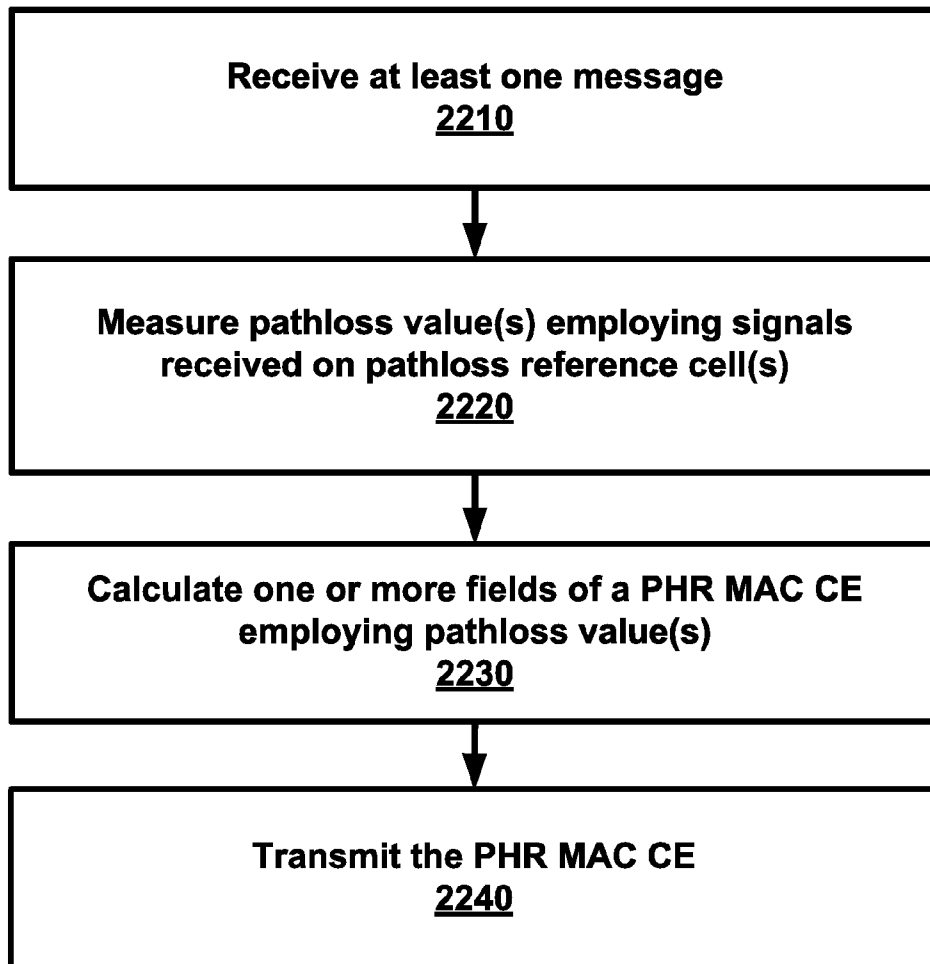 Receive at least one message
2210
Measure pathloss value(s) employing signals
received on pathloss reference cell(s)
2220
Calculate one or more fields of a PHR MAC CE
employing pathloss value(s)
2230
Transmit the PHR MAC CE
2240